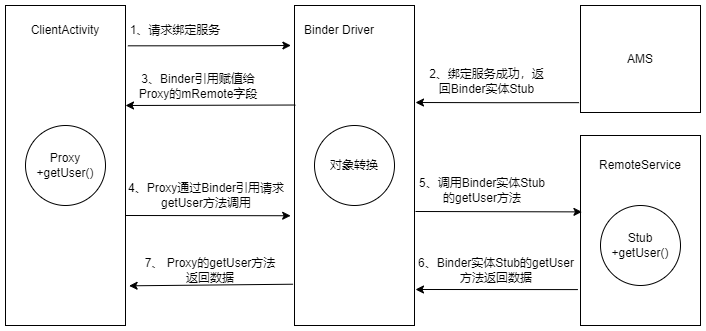 ClientActivity
1、请求绑定服务
Binder Driver
AMS
2、绑定服务成功，返
回Binder实体Stub
3、Binder引用赋值给
Proxy的mRemote字段
Proxy
+getUser()
对象转换
RemoteService
4、Proxy通过Binder引用请求
getUser方法调用
5、调用Binder实体Stub
的getUser方法
Stub
+getUser()
6、Binder实体Stub的getUser
方法返回数据
7、 Proxy的getUser方法
返回数据